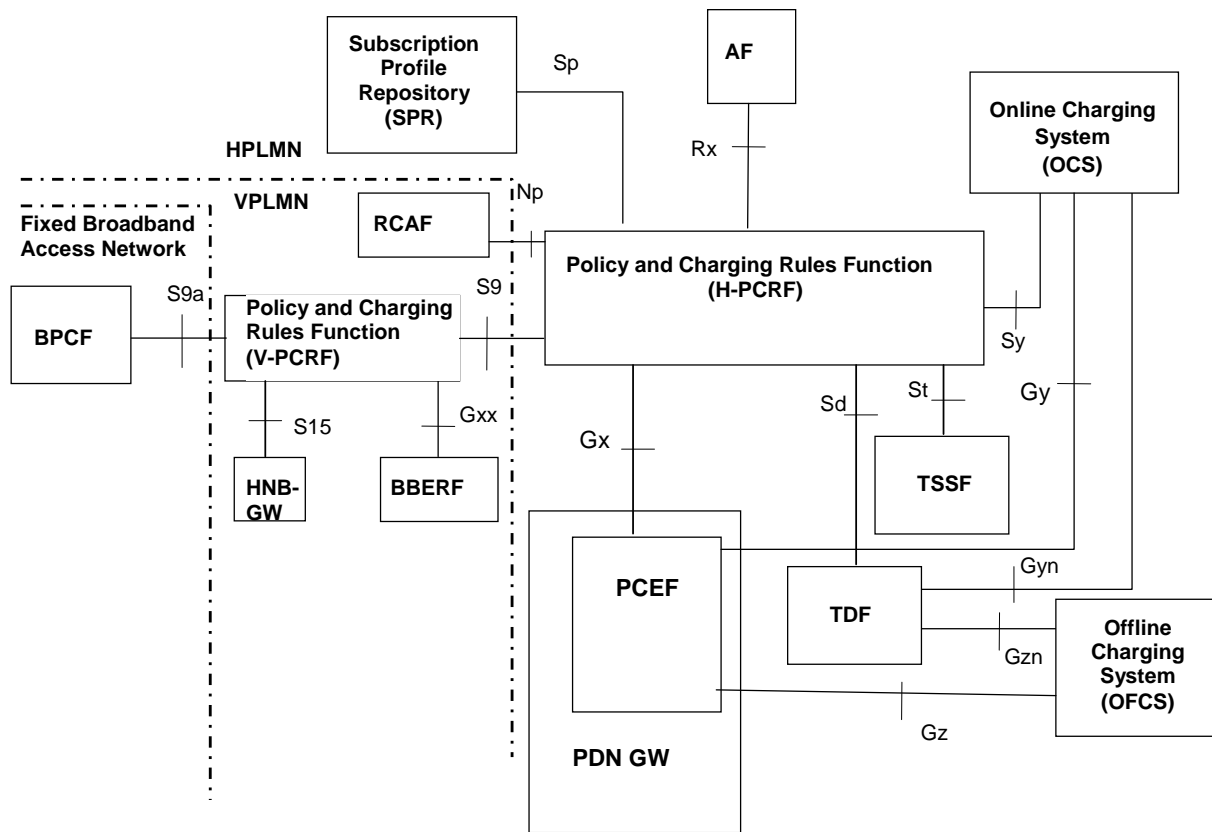 Subscription
Profile
Repository
(SPR)
Sp
AF
Rx
Online Charging
System
(OCS)
HPLMN
VPLMN
Np
Fixed Broadband
Access Network
RCAF
Policy and Charging Rules Function
(H-PCRF)
S9a
S9
BPCF
Policy and Charging
Rules Function
(V-PCRF)
Sy
S15
Gxx
Gx
Sd
St
Gy
HNB-
GW
BBERF
TSSF
PCEF
TDF
Gyn
Gzn
Offline
Charging
System
(OFCS)
Gz
PDN GW